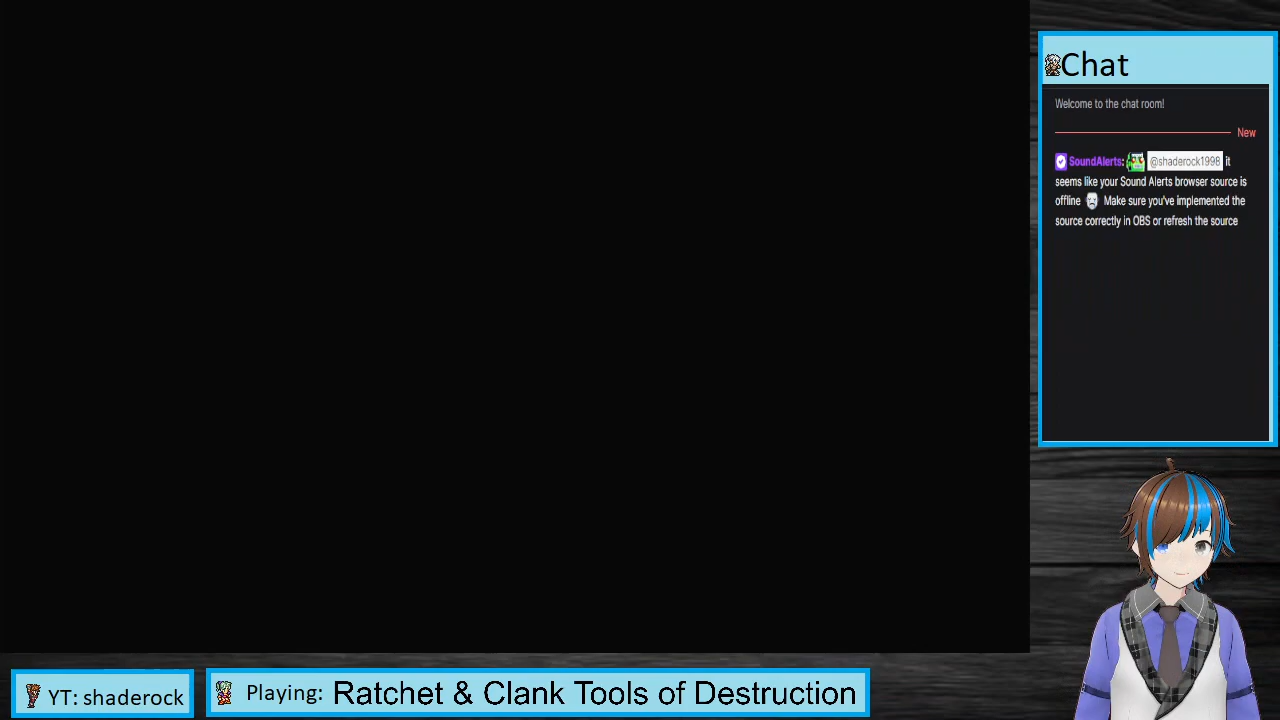 Chat
Welcome to the chat room!
New
SoundAlerts: @shaderock1998 it
seems like your Sound Alerts browser source is
offline Make sure you've implemented the
source correctly in OBS or refresh the source
YT: shaderock
Playing: Ratchet & Clank Tools of Destruction